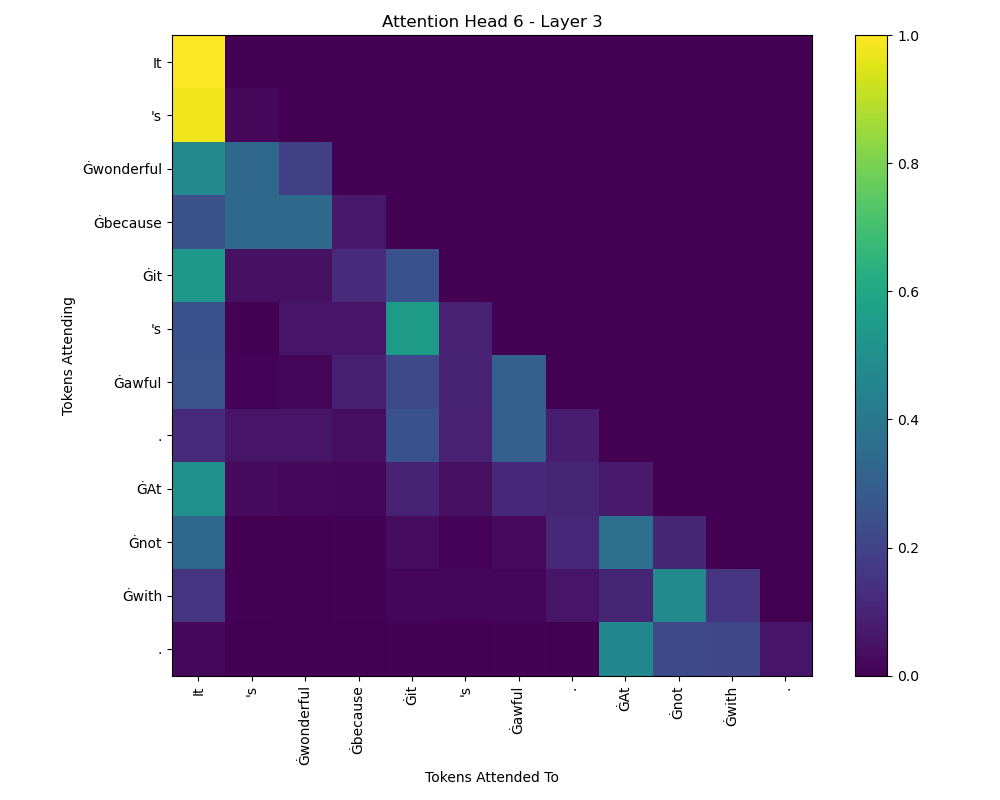 Attention Head 6 - Layer 3
It
's
Ġwonderful
Ġbecause
Ġit
's
Ġawful
.
ĠAt
Ġnot
Ġwith
.
Tokens Attending
It
's
Ġwonderful
Ġbecause
Ġit
's
Ġawful
.
ĠAt
Ġnot
Ġwith
.
Tokens Attended To
1.0
0.8
0.6
0.4
0.2
0.0